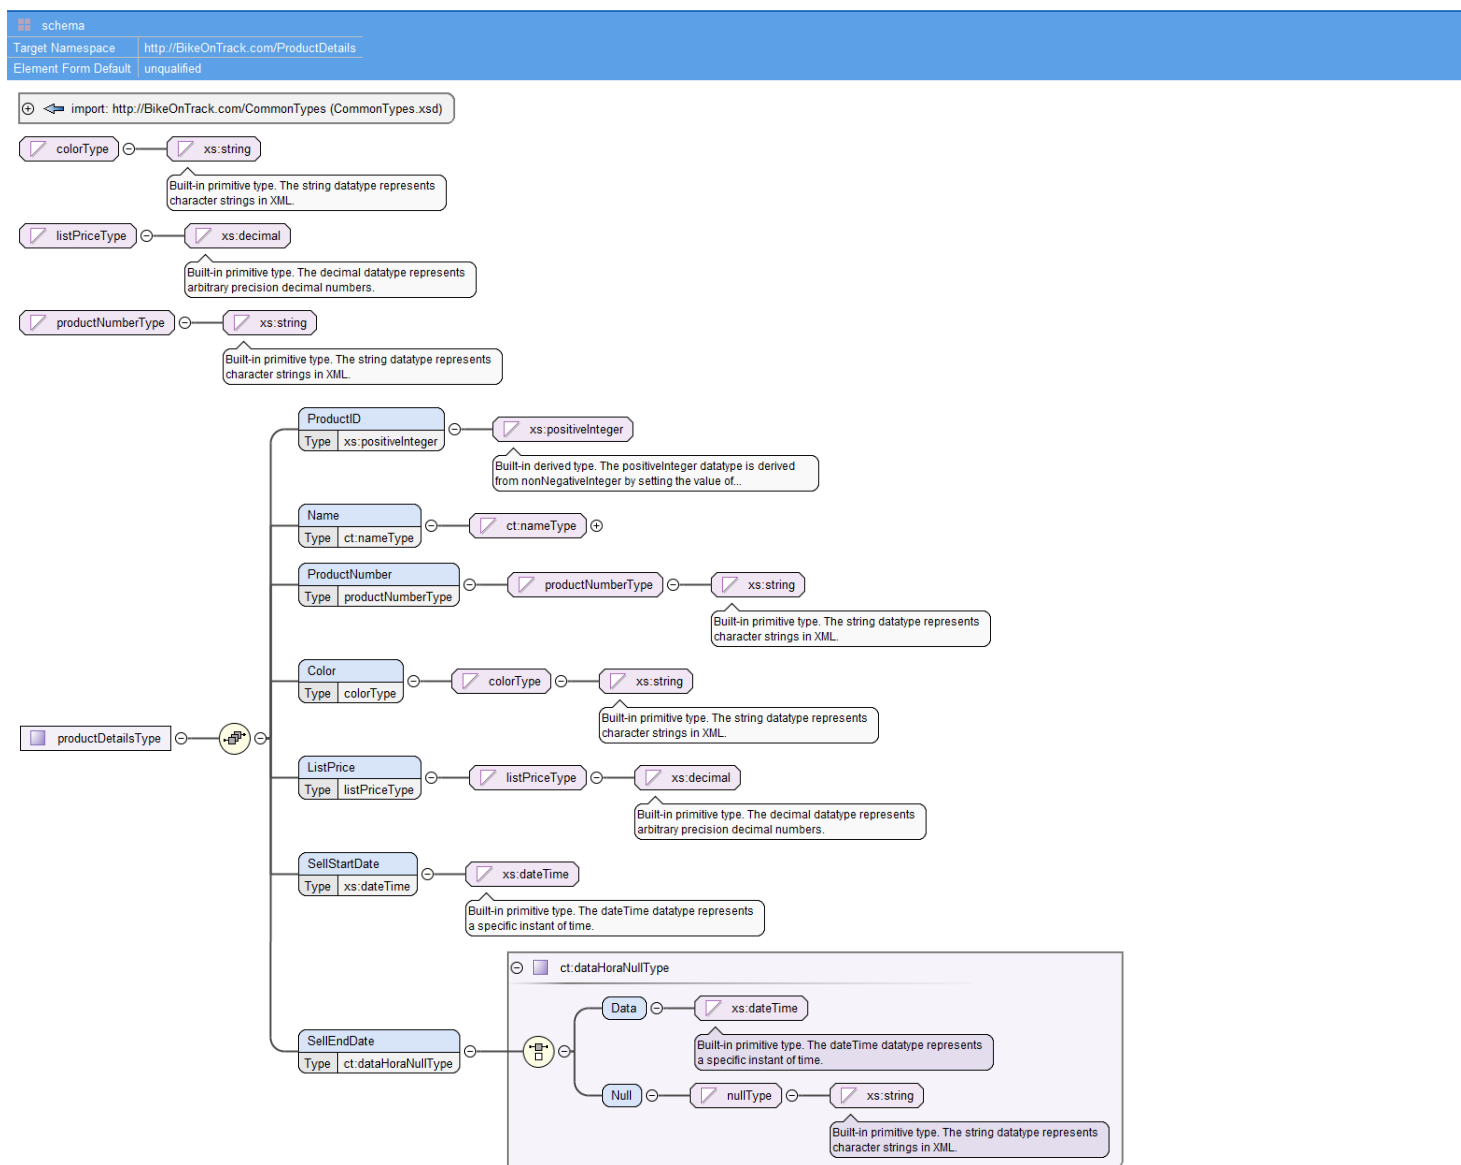 schema
Target Namespace http://BikeOnTrack.com/ProductDetails
Element Form Default unqualified
import: http://BikeOnTrack.com/CommonTypes (CommonTypes.xsd)
colorType xs:string
Built-in primitive type. The string datatype represents
character strings in XML.
listPriceType xs:decimal
Built-in primitive type. The decimal datatype represents
arbitrary precision decimal numbers.
productNumberType xs:string
Built-in primitive type. The string datatype represents
character strings in XML.
ProductID
Type xs:positiveInteger
xs:positiveInteger
Built-in derived type. The positiveInteger datatype is derived
from nonNegativeInteger by setting the value of...
Name
Type ct:nameType
ct:nameType
ProductNumber
Type productNumberType
productNumberType xs:string
Built-in primitive type. The string datatype represents
character strings in XML.
Color
Type colorType
colorType xs:string
Built-in primitive type. The string datatype represents
character strings in XML.
productDetailsType
ListPrice
Type listPriceType
listPriceType xs:decimal
Built-in primitive type. The decimal datatype represents
arbitrary precision decimal numbers.
SellStartDate
Type xs:dateTime
xs:dateTime
Built-in primitive type. The dateTime datatype represents
a specific instant of time.
SellEndDate
Type ct:dataHoraNullType
ct:dataHoraNullType
Data xs:dateTime
Built-in primitive type. The dateTime datatype represents
a specific instant of time.
Null nullType xs:string
Built-in primitive type. The string datatype represents
character strings in XML.